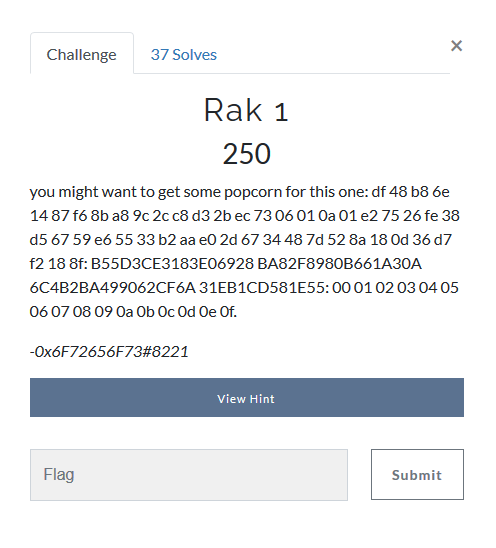 Challenge
37 Solves
×
Rak 1
250
you might want to get some popcorn for this one: df 48 b8 6e
14 87 f6 8b a8 9c 2c c8 d3 2b ec 73 06 01 0a 01 e2 75 26 fe 38
d5 67 59 e6 55 33 b2 aa e0 2d 67 34 48 7d 52 8a 18 0d 36 d7
f2 18 8f: B55D3CE3183E06928 BA82F8980B661A30A
6C4B2BA499062CF6A 31EB1CD581E55: 00 01 02 03 04 05
06 07 08 09 0a 0b 0c 0d 0e 0f.
-0x6F72656F73#8221
View Hint
Flag
Submit